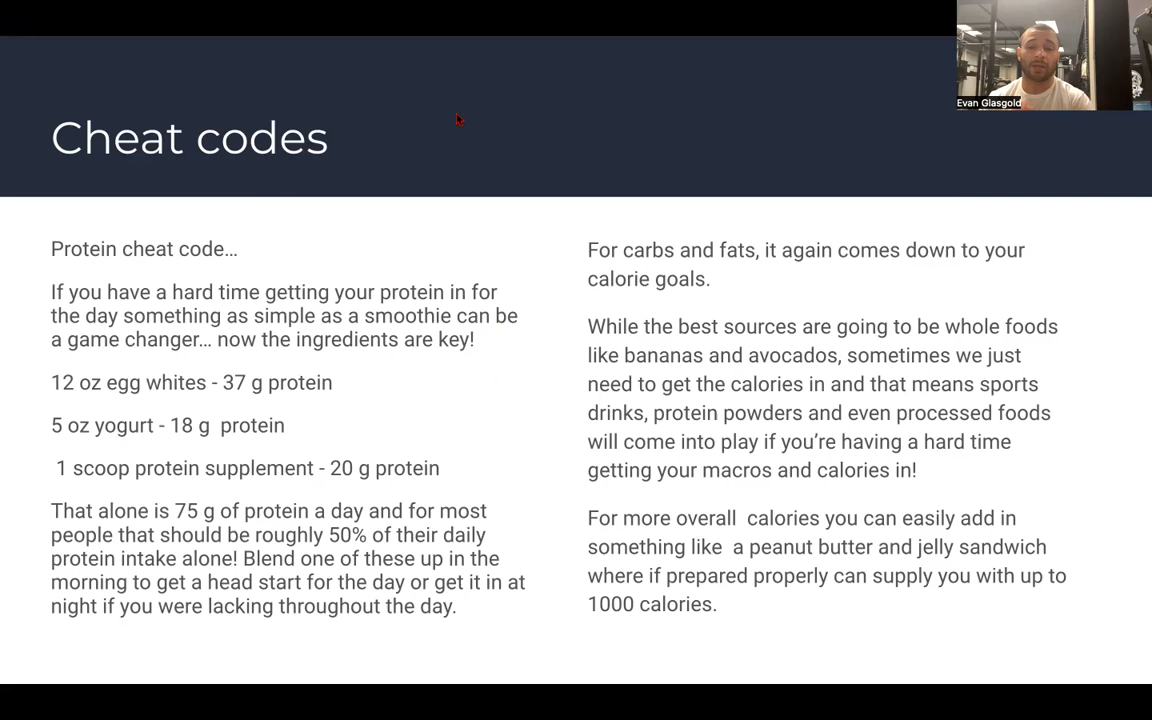 Evan Glasgold
Cheat codes
Protein cheat code…
If you have a hard time getting your protein in for
the day something as simple as a smoothie can be
a game changer… now the ingredients are key!
12 oz egg whites - 37 g protein
5 oz yogurt - 18 g  protein
1 scoop protein supplement - 20 g protein
That alone is 75 g of protein a day and for most
people that should be roughly 50% of their daily
protein intake alone! Blend one of these up in the
morning to get a head start for the day or get it in at
night if you were lacking throughout the day.
For carbs and fats, it again comes down to your
calorie goals.
While the best sources are going to be whole foods
like bananas and avocados, sometimes we just
need to get the calories in and that means sports
drinks, protein powders and even processed foods
will come into play if you’re having a hard time
getting your macros and calories in!
For more overall  calories you can easily add in
something like  a peanut butter and jelly sandwich
where if prepared properly can supply you with up to
1000 calories.